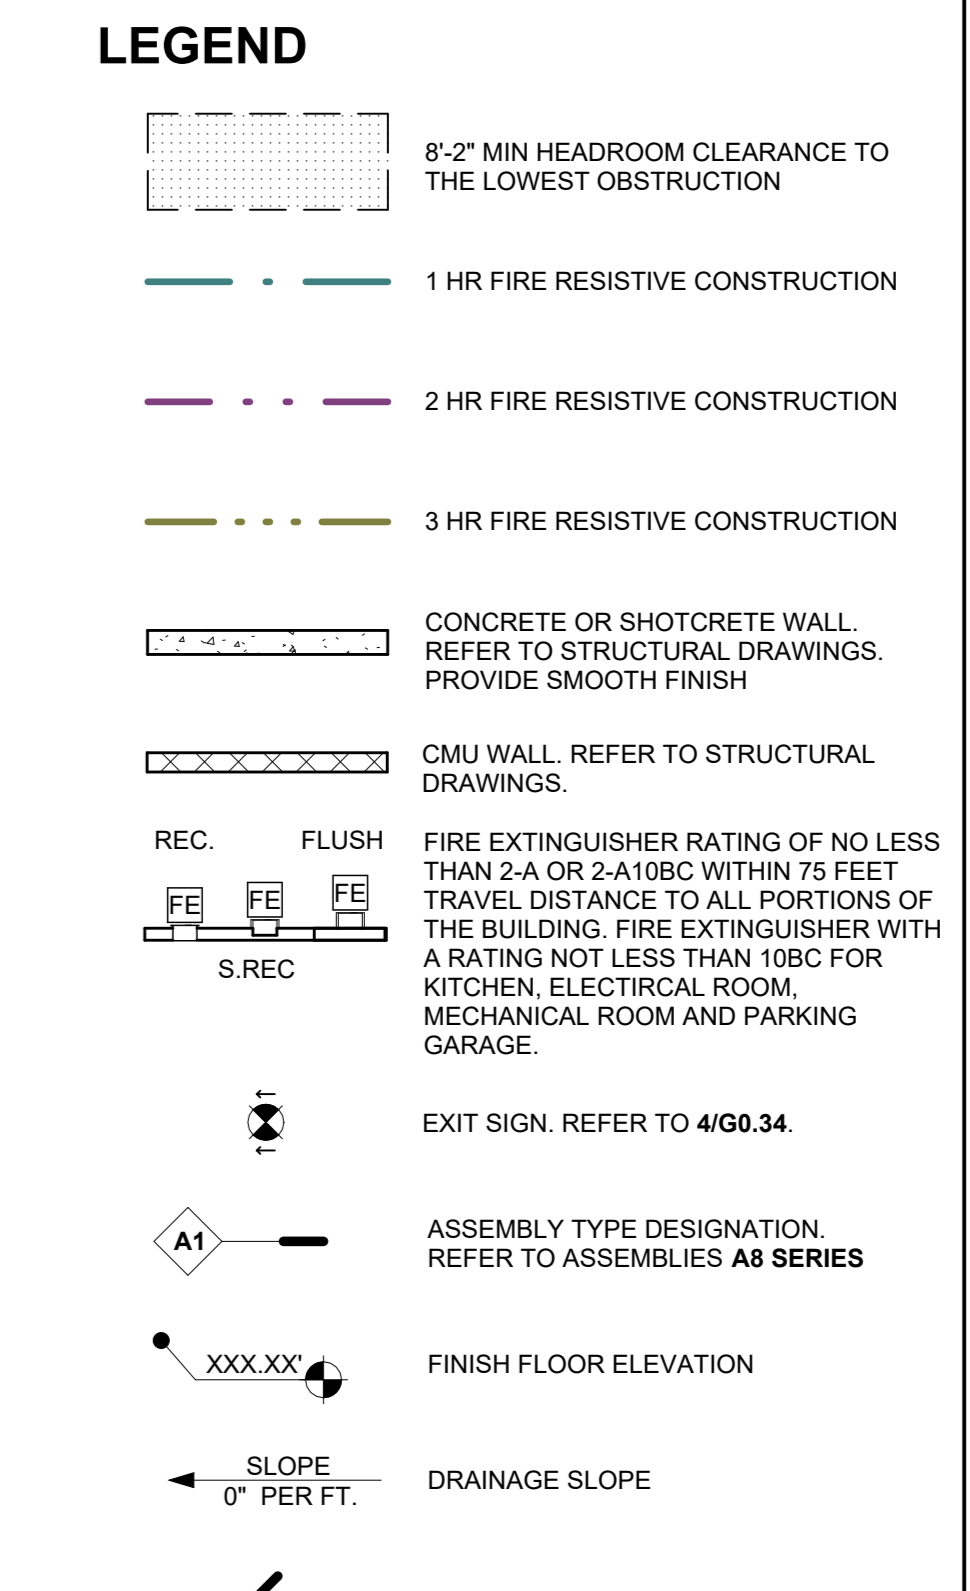 LEGEND
8'-2" MIN HEADROOM CLEARANCE TO
THE LOWEST OBSTRUCTION
1 HR FIRE RESISTIVE CONSTRUCTION
2 HR FIRE RESISTIVE CONSTRUCTION
3 HR FIRE RESISTIVE CONSTRUCTION
CONCRETE OR SHOTCRETE WALL.
REFER TO STRUCTURAL DRAWINGS.
PROVIDE SMOOTH FINISH
CMU WALL. REFER TO STRUCTURAL
DRAWINGS.
REC. FLUSH
FE FE FE
S.REC
FIRE EXTINGUISHER RATING OF NO LESS
THAN 2-A OR 2-A10BC WITHIN 75 FEET
TRAVEL DISTANCE TO ALL PORTIONS OF
THE BUILDING. FIRE EXTINGUISHER WITH
A RATING NOT LESS THAN 10BC FOR
KITCHEN, ELECTIRCAL ROOM,
MECHANICAL ROOM AND PARKING
GARAGE.
EXIT SIGN. REFER TO 4/G0.34.
A1
ASSEMBLY TYPE DESIGNATION.
REFER TO ASSEMBLIES A8 SERIES
XXX.XX'
FINISH FLOOR ELEVATION
SLOPE
0" PER FT.
DRAINAGE SLOPE